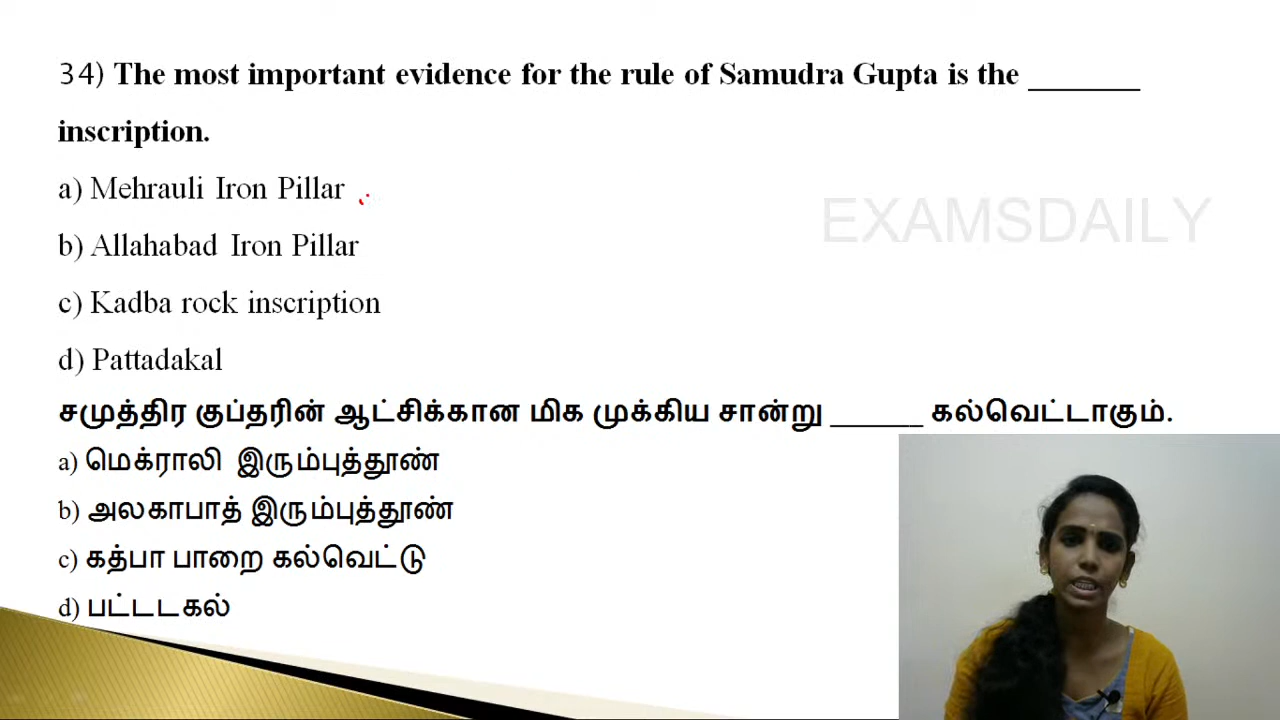 34) The most important evidence for the rule of Samudra Gupta is the ________
inscription.
a) Mehrauli Iron Pillar
b) Allahabad Iron Pillar
c) Kadba rock inscription
d) Pattadakal
EXAMSDAILY
சமுத்திர குப்தரின் ஆட்சிக்கான மிக முக்கிய சான்று _______ கல்வெட்டாகும்.
a) மெக்ராலி இரும்புத்தூண்
b) அலகாபாத் இரும்புத்தூண்
c) கத்பா பாறை கல்வெட்டு
d) பட்டடகல்